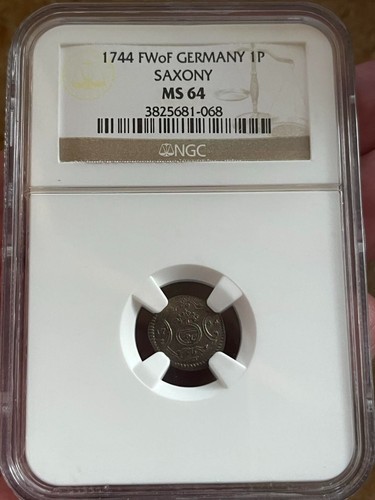 1744 FWoF GERMANY 1P
SAXONY
MS 64
3825681-068
NGC